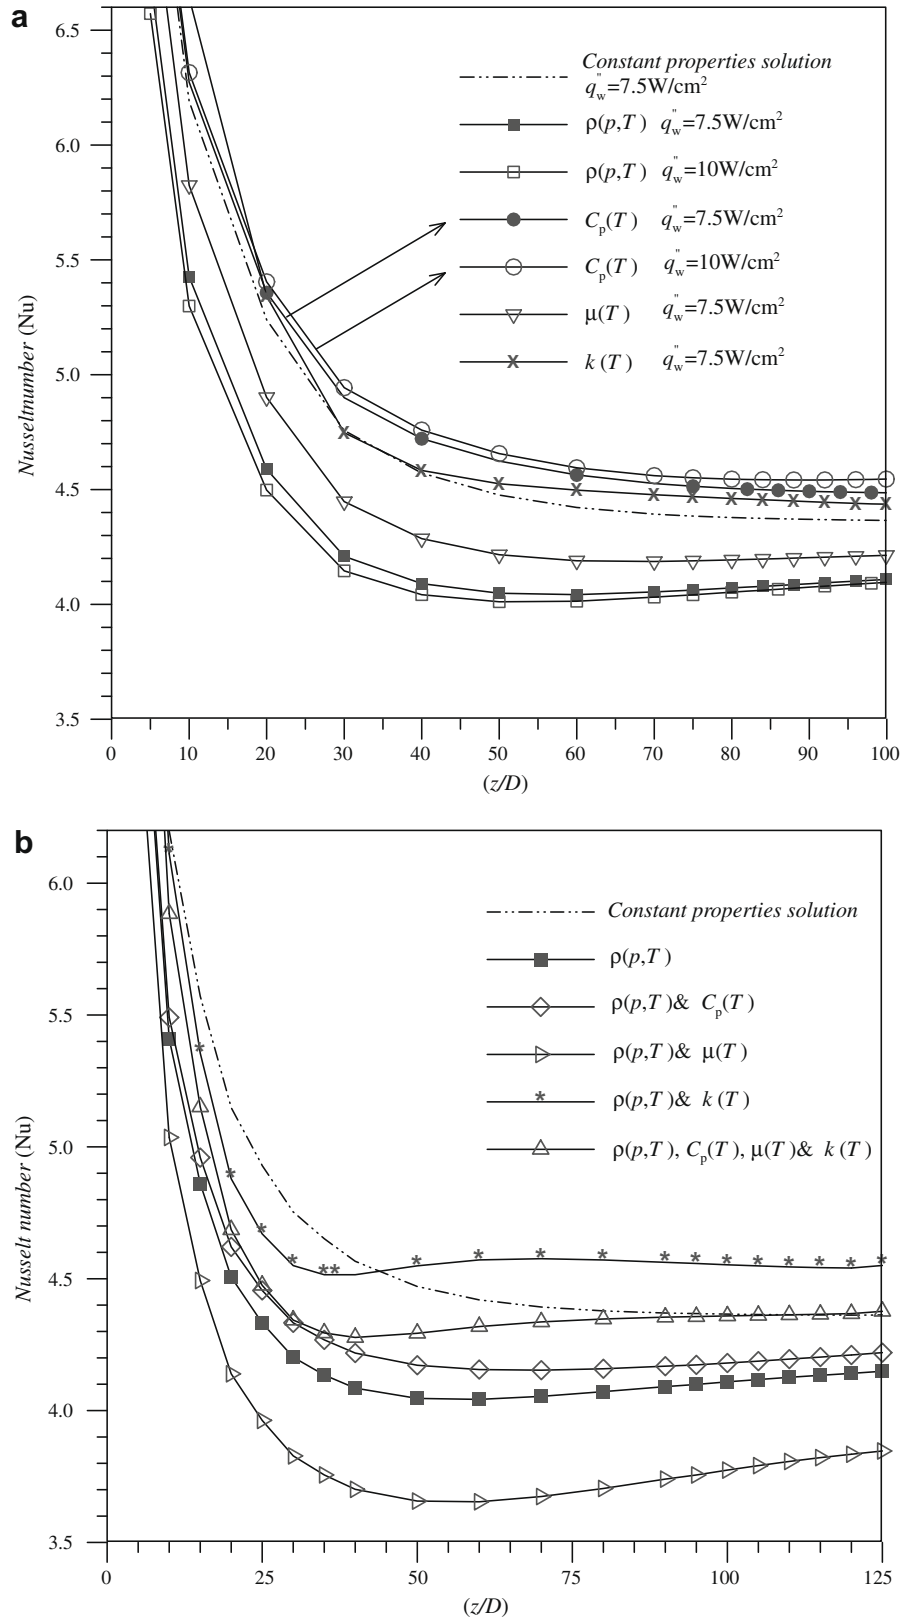 a
6.5
6.0
5.5
5.0
4.5
4.0
3.5
Nusseltnumber (Nu)
Constant properties solution
q"w=7.5W/cm²
ρ(p,T) q"w=7.5W/cm²
ρ(p,T) q"w=10W/cm²
Cp(T) q"w=7.5W/cm²
Cp(T) q"w=10W/cm²
μ(T) q"w=7.5W/cm²
k(T) q"w=7.5W/cm²
0 10 20 30 40 50 60 70 80 90 100
(z/D)
b
6.0
5.5
5.0
4.5
4.0
3.5
Nusselt number (Nu)
Constant properties solution
ρ(p,T)
ρ(p,T)& Cp(T)
ρ(p,T)& μ(T)
ρ(p,T)& k(T)
ρ(p,T), Cp(T), μ(T)& k(T)
0 25 50 75 100 125
(z/D)